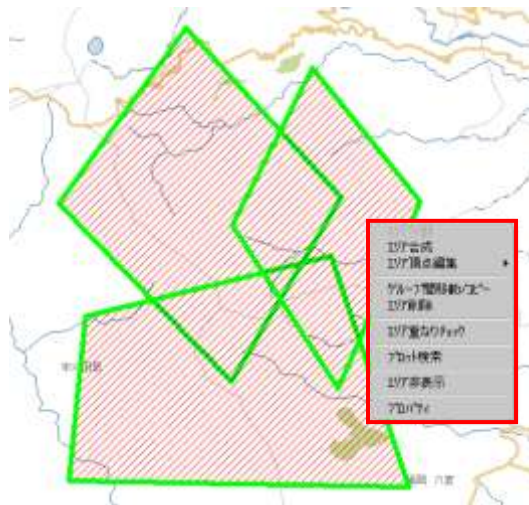 エリア合成
エリア頂点編集
グループ間移動/コピー
エリア削除
エリア重なりチェック
プロット検索
エリア非表示
プロパティ